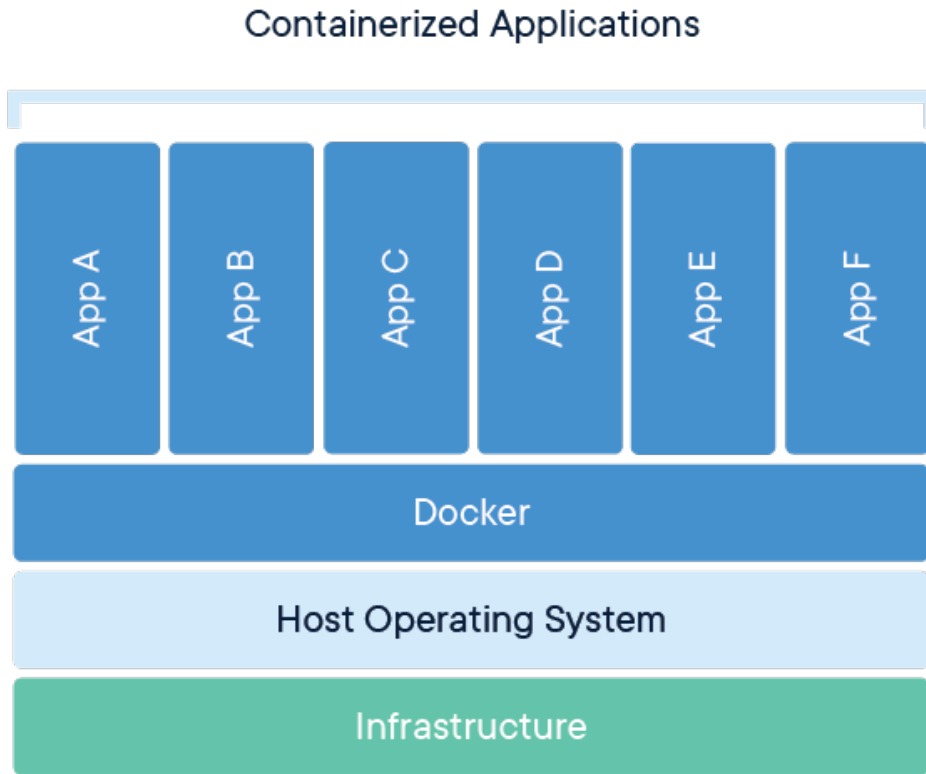 Containerized Applications
App A
App B
App C
App D
App E
App F
Docker
Host Operating System
Infrastructure